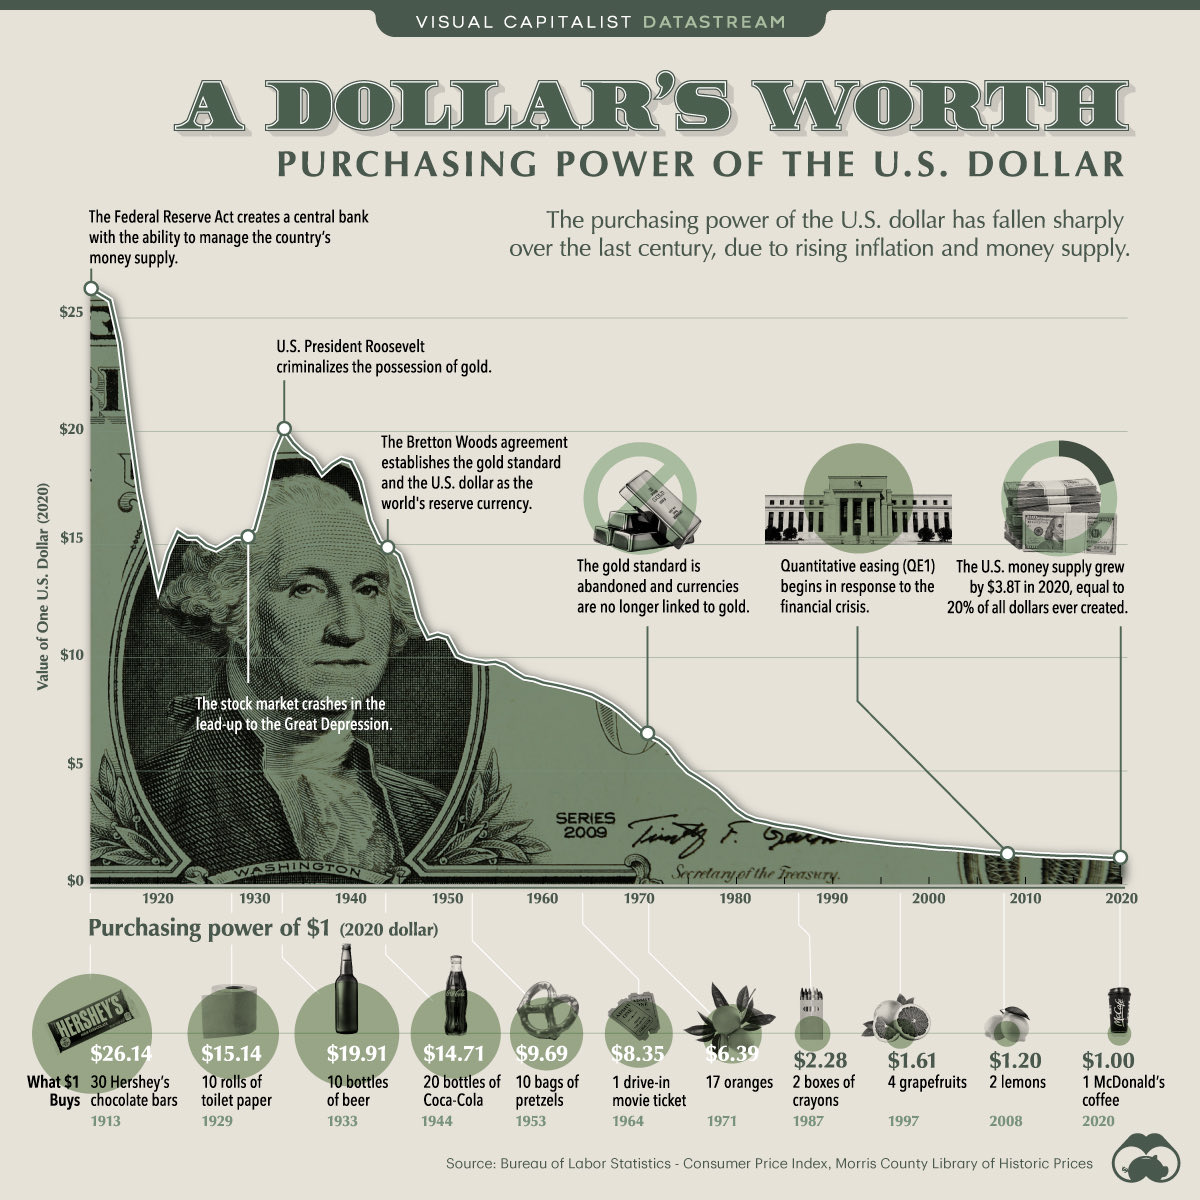 VISUAL CAPITALIST DATASTREAM
A DOLLAR'S WORTH
PURCHASING POWER OF THE U.S. DOLLAR
The purchasing power of the U.S. dollar has fallen sharply
over the last century, due to rising inflation and money supply.
The Federal Reserve Act creates a central bank
with the ability to manage the country's
money supply.
U.S. President Roosevelt
criminalizes the possession of gold.
The Bretton Woods agreement
establishes the gold standard
and the U.S. dollar as the
world's reserve currency.
The gold standard is
abandoned and currencies
are no longer linked to gold.
Quantitative easing (QE1)
begins in response to the
financial crisis.
The U.S. money supply grew
by $3.8T in 2020, equal to
20% of all dollars ever created.
The stock market crashes in the
lead-up to the Great Depression.
Value of One U.S. Dollar (2020)
$25
$20
$15
$10
$5
$0
GOLD
SERIES
2009
WASHINGTON
Secretary of the Treasury.
1920 1930 1940 1950 1960 1970 1980 1990 2000 2010 2020
Purchasing power of $1 (2020 dollar)
HERSHEY'S
Coca-Cola
McCafé
$26.14 $15.14 $19.91 $14.71 $9.69 $8.35 $6.39 $2.28 $1.61 $1.20 $1.00
What $1
Buys
30 Hershey's
chocolate bars
1913
10 rolls of
toilet paper
1929
10 bottles
of beer
1933
20 bottles of
Coca-Cola
1944
10 bags of
pretzels
1953
1 drive-in
movie ticket
1964
17 oranges
1971
2 boxes of
crayons
1987
4 grapefruits
1997
2 lemons
2008
1 McDonald's
coffee
2020
Source: Bureau of Labor Statistics - Consumer Price Index, Morris County Library of Historic Prices